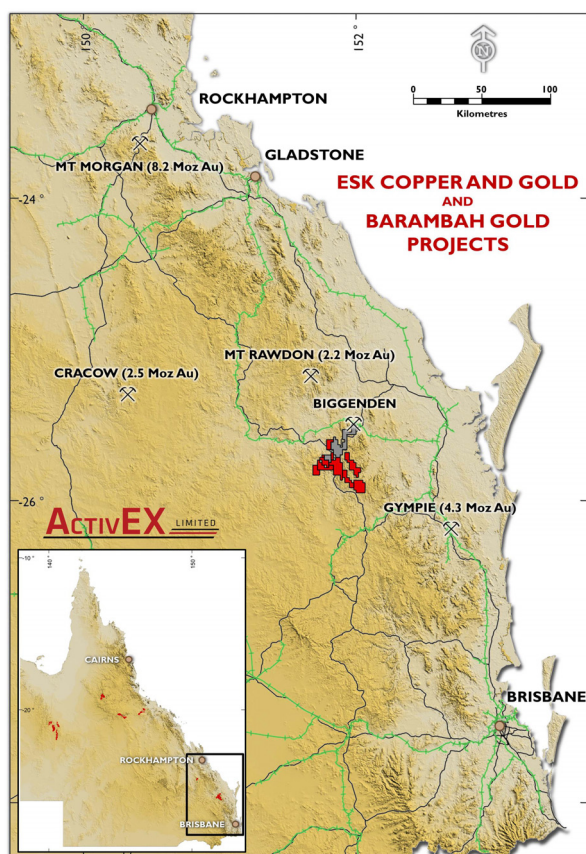 150
152°
N
0 50 100
Kilometres
ROCKHAMPTON
MT MORGAN (8.2 Moz Au)
GLADSTONE
-24°
ESK COPPER AND GOLD
AND
BARAMBAH GOLD
PROJECTS
MT RAWDON (2.2 Moz Au)
CRACOW (2.5 Moz Au)
BIGGENDEN
-26°
GYMPIE (4.3 Moz Au)
ACTIVEX
LIMITED
-10°
140
150
CAIRNS
-20°
ROCKHAMPTON
BRISBANE
BRISBANE